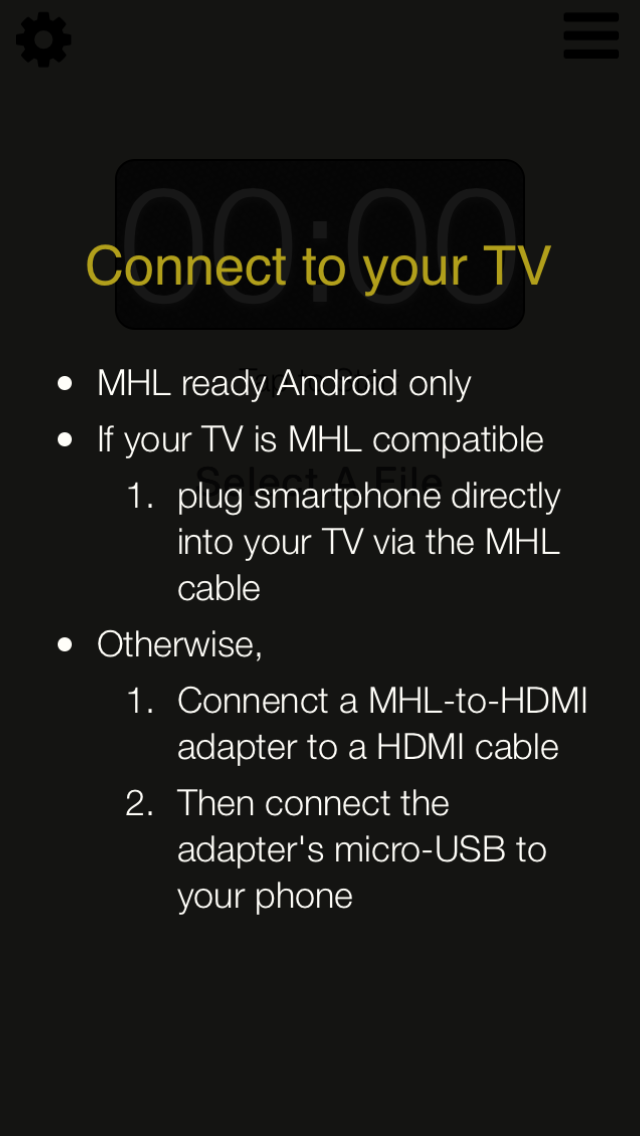 00:00
Connect to your TV
• MHL ready Android only
• If your TV is MHL compatible
Select A File
1. plug smartphone directly
into your TV via the MHL
cable
• Otherwise,
1. Connenct a MHL-to-HDMI
adapter to a HDMI cable
2. Then connect the
adapter's micro-USB to
your phone